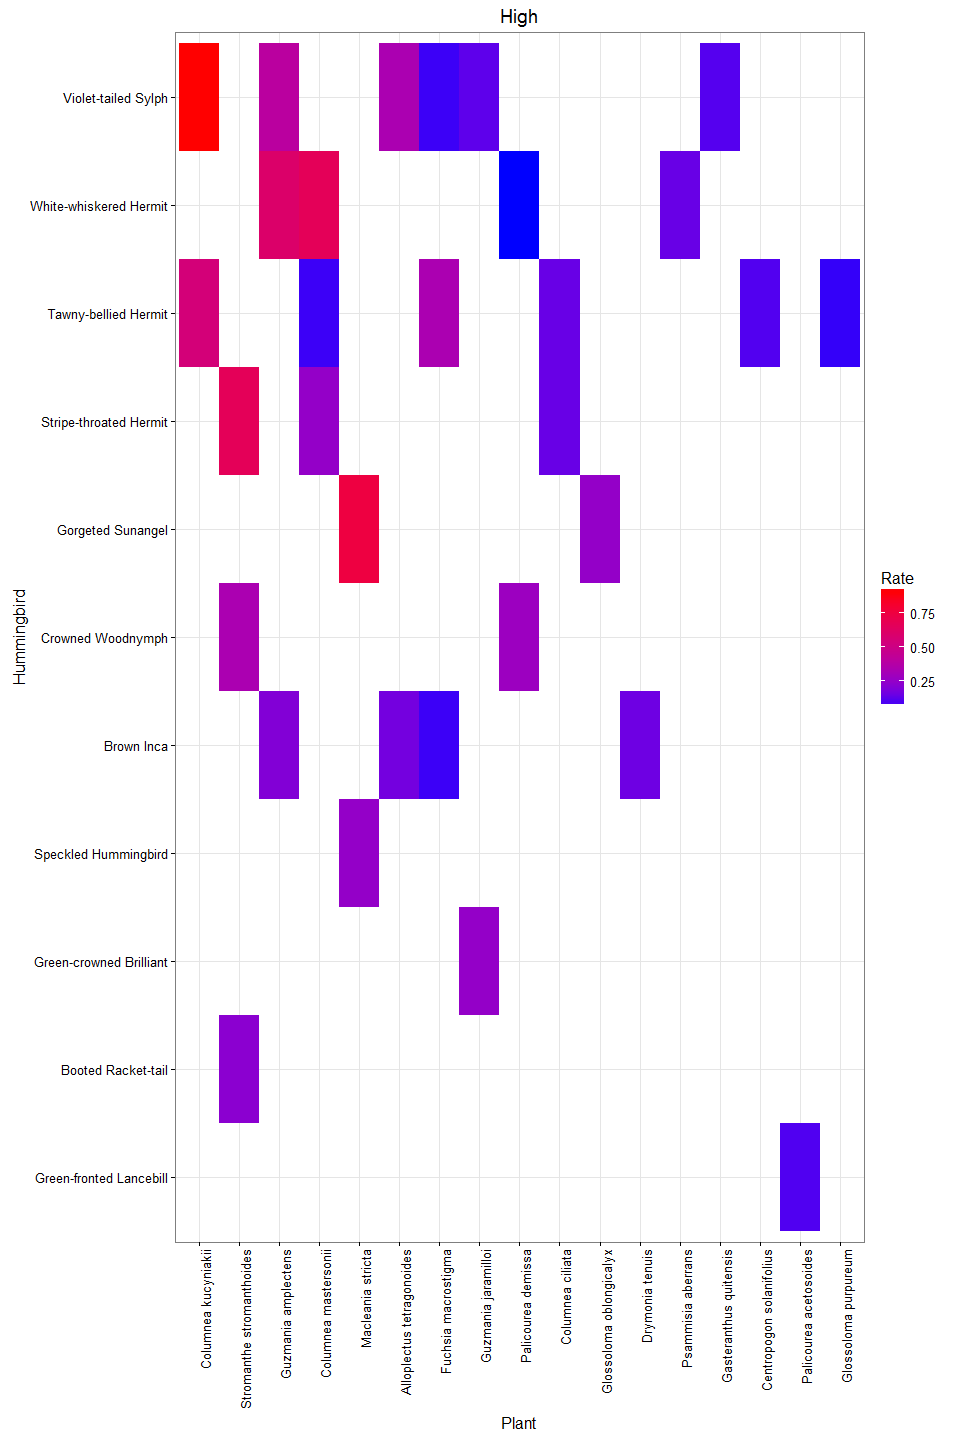 High
Violet-tailed Sylph
White-whiskered Hermit
Tawny-bellied Hermit
Stripe-throated Hermit
Gorgeted Sunangel
Crowned Woodnymph
Brown Inca
Speckled Hummingbird
Green-crowned Brilliant
Booted Racket-tail
Green-fronted Lancebill
Hummingbird
Rate
0.75
0.50
0.25
Columnea kucyniakii
Stromanthe stromanthoides
Guzmania amplectens
Columnea mastersonii
Macleania stricta
Alloplectus tetragonoides
Fuchsia macrostigma
Guzmania jaramilloi
Palicourea demissa
Columnea ciliata
Glossoloma oblongicalyx
Drymonia tenuis
Psammisia aberrans
Gasteranthus quitensis
Centropogon solanifolius
Palicourea acetosoides
Glossoloma purpureum
Plant